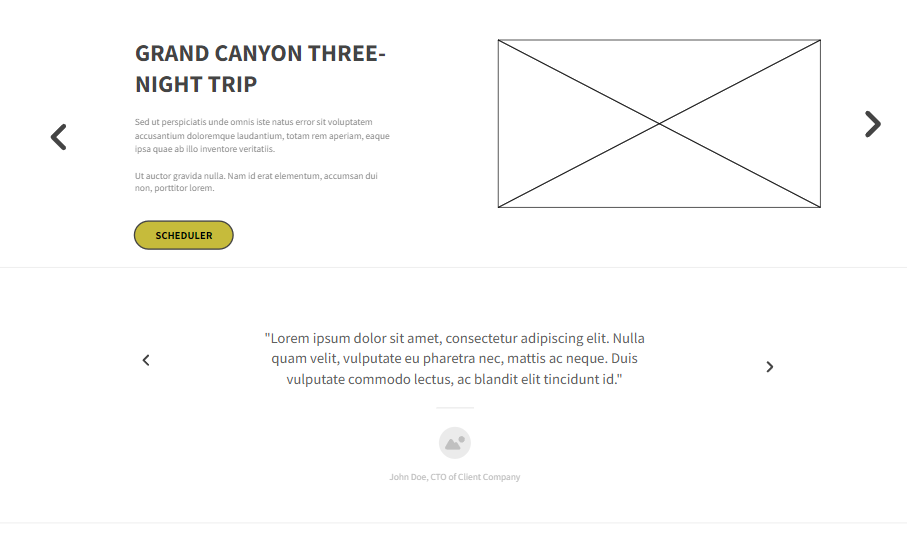 GRAND CANYON THREE-
NIGHT TRIP
Sed ut perspiciatis unde omnis iste natus error sit voluptatem
accusantium doloremque laudantium, totam rem aperiam, eaque
ipsa quae ab illo inventore veritatiis.
Ut auctor gravida nulla. Nam id erat elementum, accumsan dui
non, porttitor lorem.
SCHEDULER
"Lorem ipsum dolor sit amet, consectetur adipiscing elit. Nulla
quam velit, vulputate eu pharetra nec, mattis ac neque. Duis
vulputate commodo lectus, ac blandit elit tincidunt id."
John Doe, CTO of Client Company